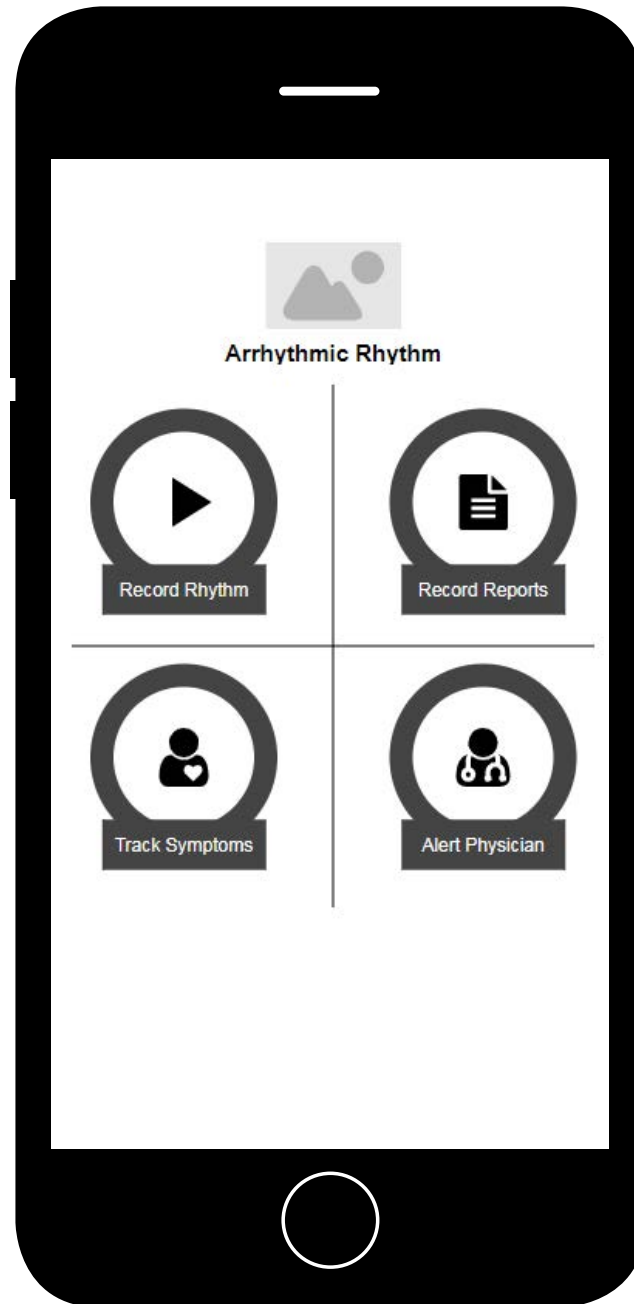 Arrhythmic Rhythm
Record Rhythm
Record Reports
Track Symptoms
Alert Physician